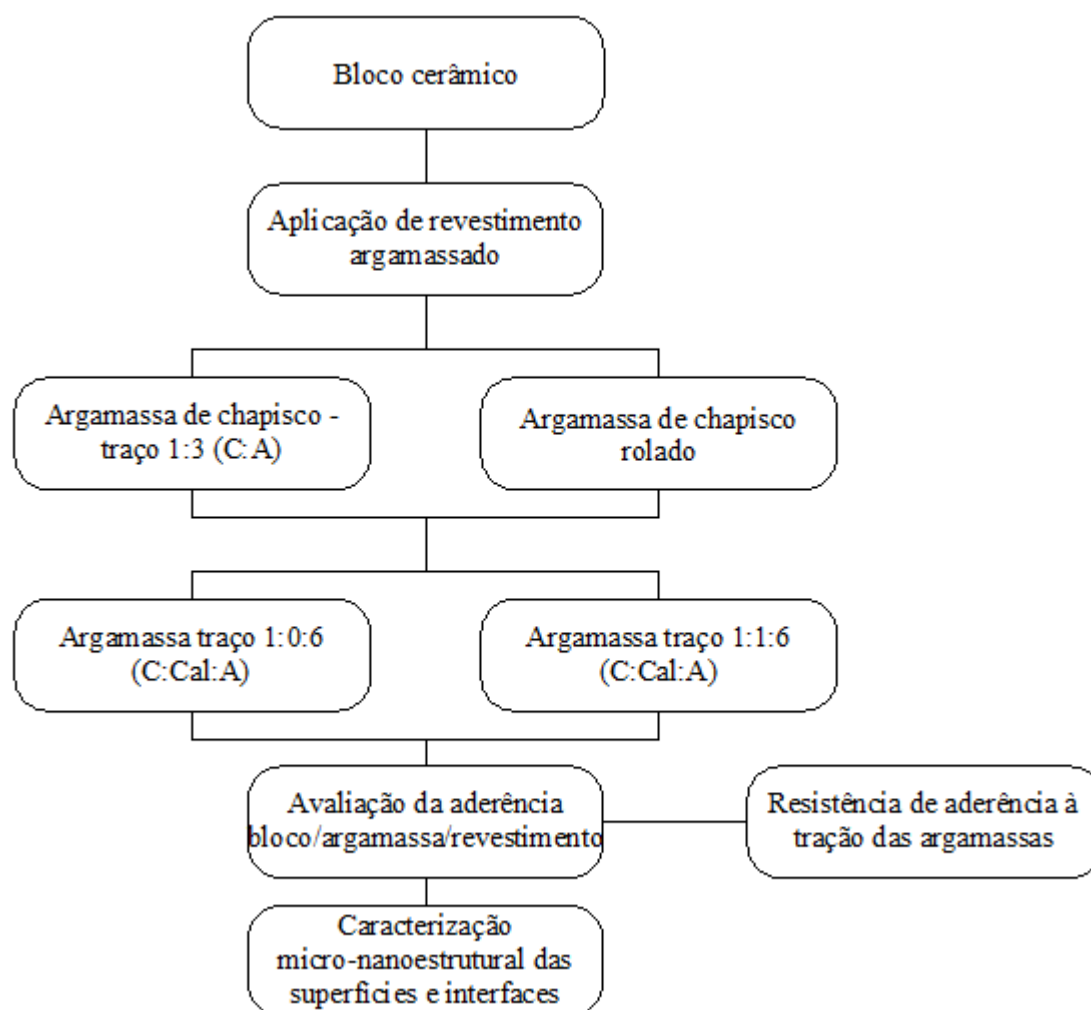 Bloco cerâmico
Aplicação de revestimento
argamassado
Argamassa de chapisco -
traço 1:3 (C:A)
Argamassa de chapisco
rolado
Argamassa traço 1:0:6
(C:Cal:A)
Argamassa traço 1:1:6
(C:Cal:A)
Avaliação da aderência
bloco/argamassa/revestimento
Resistência de aderência à
tração das argamassas
Caracterização
micro-nanoestrutural das
superfícies e interfaces